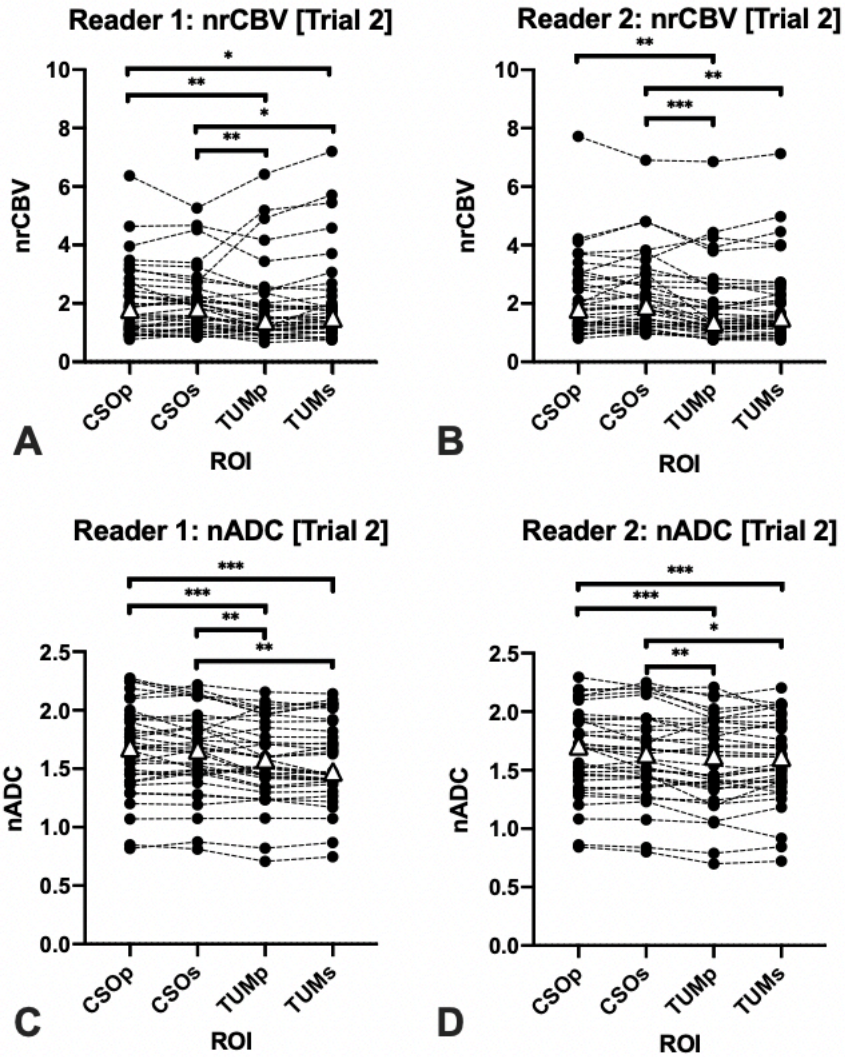 Reader 1: nrCBV [Trial 2]
*
**
*
**
10
8
6
4
2
0
nrCBV
CSOp
CSOs
TUMp
TUMs
ROI
A
Reader 2: nrCBV [Trial 2]
**
**
***
10
8
6
4
2
0
nrCBV
CSOp
CSOs
TUMp
TUMs
ROI
B
Reader 1: nADC [Trial 2]
***
***
**
**
2.5
2.0
1.5
1.0
0.5
0.0
nADC
CSOp
CSOs
TUMp
TUMs
ROI
C
Reader 2: nADC [Trial 2]
***
***
*
**
2.5
2.0
1.5
1.0
0.5
0.0
nADC
CSOp
CSOs
TUMp
TUMs
ROI
D